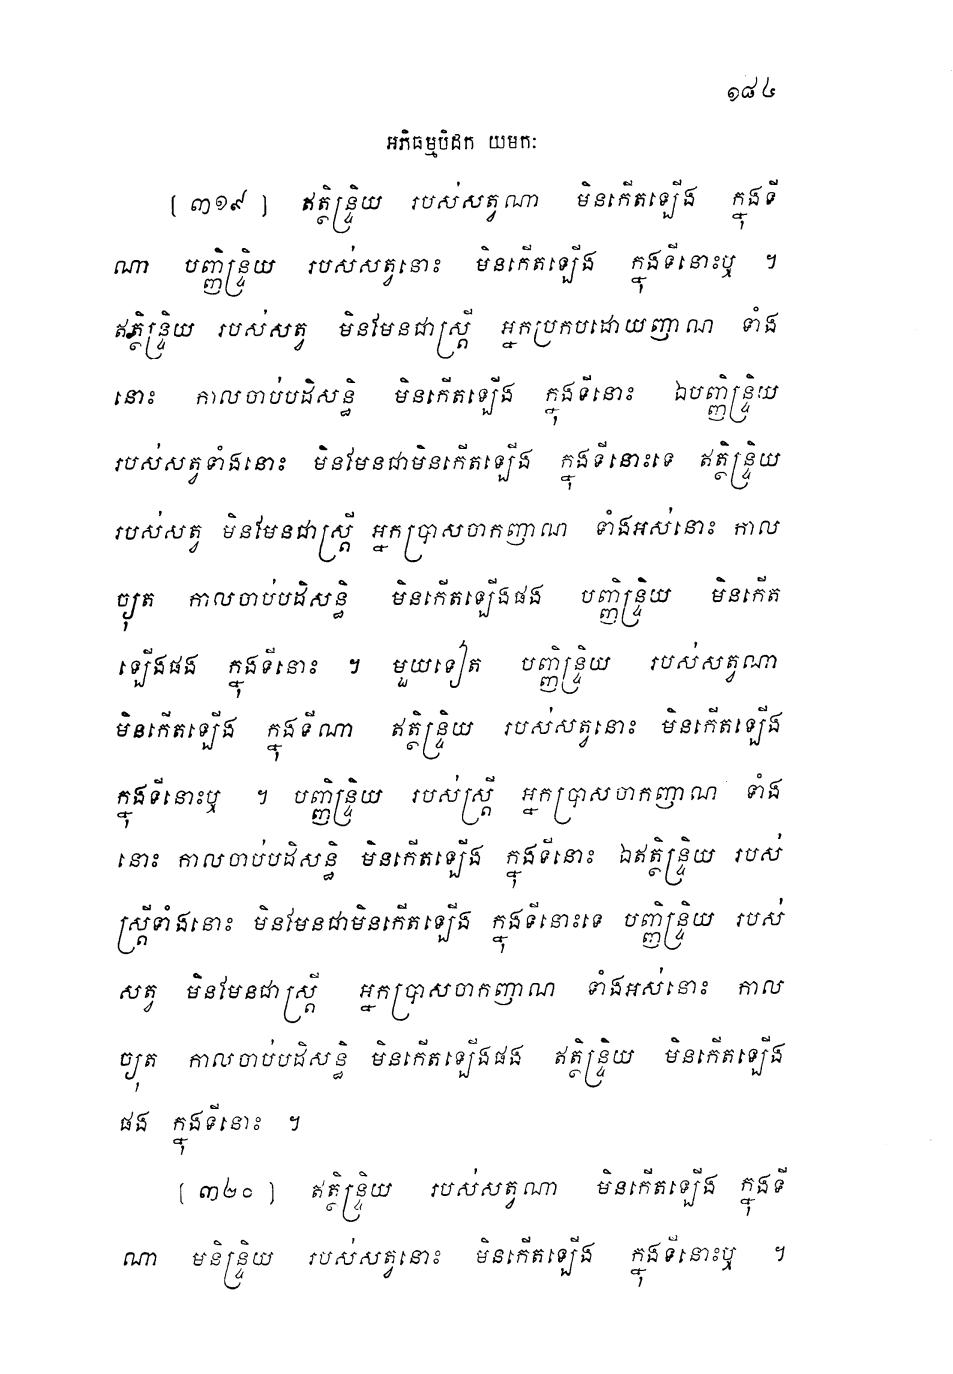 ១៨៤
អភិធម្មបិដក យមកៈ
[ ៣១៩ ] ឥត្ថិន្ទ្រិយ របស់សត្វណា មិនកើតឡើង ក្នុងទី
ណា បញ្ញិន្ទ្រិយ របស់សត្វនោះ មិនកើតឡើង ក្នុងទីនោះឬ ។
ឥត្ថិន្ទ្រិយ របស់សត្វ មិនមែនជាស្ត្រី អ្នកប្រកបដោយញាណ ទាំង
នោះ កាលចាប់បដិសន្ធិ មិនកើតឡើង ក្នុងទីនោះ ឯបញ្ញិន្ទ្រិយ
របស់សត្វទាំងនោះ មិនមែនជាមិនកើតឡើង ក្នុងទីនោះទេ ឥត្ថិន្ទ្រិយ
របស់សត្វ មិនមែនជាស្ត្រី អ្នកប្រាសចាកញាណ ទាំងអស់នោះ កាល
ច្យុត កាលចាប់បដិសន្ធិ មិនកើតឡើងផង បញ្ញិន្ទ្រិយ មិនកើត
ឡើងផង ក្នុងទីនោះ ។ មួយទៀត បញ្ញិន្ទ្រិយ របស់សត្វណា
មិនកើតឡើង ក្នុងទីណា ឥត្ថិន្ទ្រិយ របស់សត្វនោះ មិនកើតឡើង
ក្នុងទីនោះឬ ។ បញ្ញិន្ទ្រិយ របស់ស្ត្រី អ្នកប្រាសចាកញាណ ទាំង
នោះ កាលចាប់បដិសន្ធិ មិនកើតឡើង ក្នុងទីនោះ ឯឥត្ថិន្ទ្រិយ របស់
ស្ត្រីទាំងនោះ មិនមែនជាមិនកើតឡើង ក្នុងទីនោះទេ បញ្ញិន្ទ្រិយ របស់
សត្វ មិនមែនជាស្ត្រី អ្នកប្រាសចាកញាណ ទាំងអស់នោះ កាល
ច្យុត កាលចាប់បដិសន្ធិ មិនកើតឡើងផង ឥត្ថិន្ទ្រិយ មិនកើតឡើង
ផង ក្នុងទីនោះ ។
[ ៣២០ ] ឥត្ថិន្ទ្រិយ របស់សត្វណា មិនកើតឡើង ក្នុងទី
ណា មនិន្ទ្រិយ របស់សត្វនោះ មិនកើតឡើង ក្នុងទីនោះឬ ។